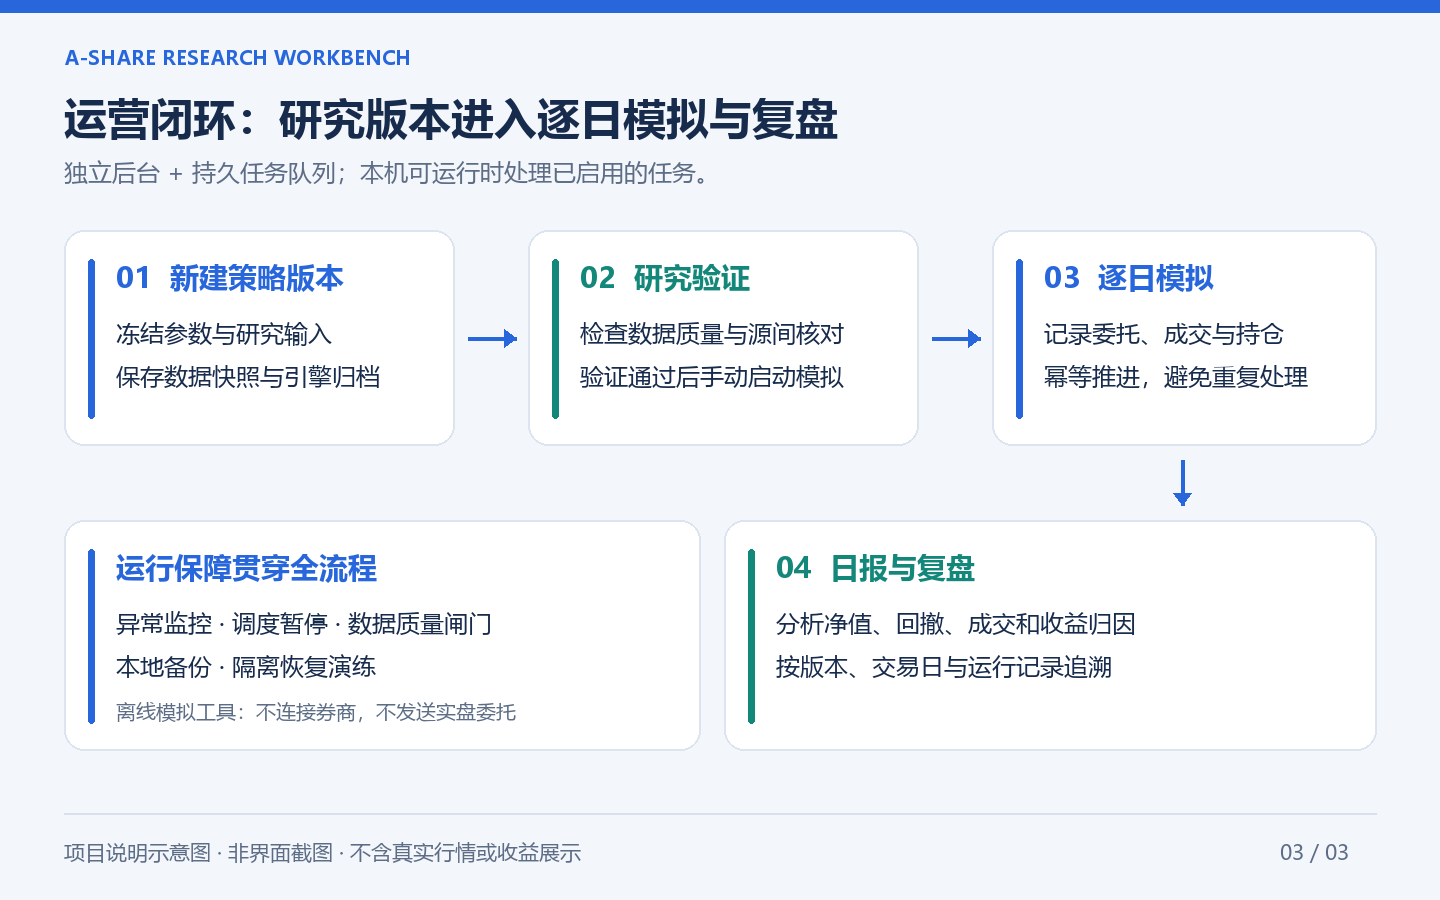 A-SHARE RESEARCH WORKBENCH
运营闭环：研究版本进入逐日模拟与复盘
独立后台 + 持久任务队列；本机可运行时处理已启用的任务。
01 新建策略版本
冻结参数与研究输入
保存数据快照与引擎归档
02 研究验证
检查数据质量与源间核对
验证通过后手动启动模拟
03 逐日模拟
记录委托、成交与持仓
幂等推进，避免重复处理
运行保障贯穿全流程
异常监控 · 调度暂停 · 数据质量闸门
本地备份 · 隔离恢复演练
离线模拟工具：不连接券商，不发送实盘委托
04 日报与复盘
分析净值、回撤、成交和收益归因
按版本、交易日与运行记录追溯
项目说明示意图 · 非界面截图 · 不含真实行情或收益展示
03 / 03